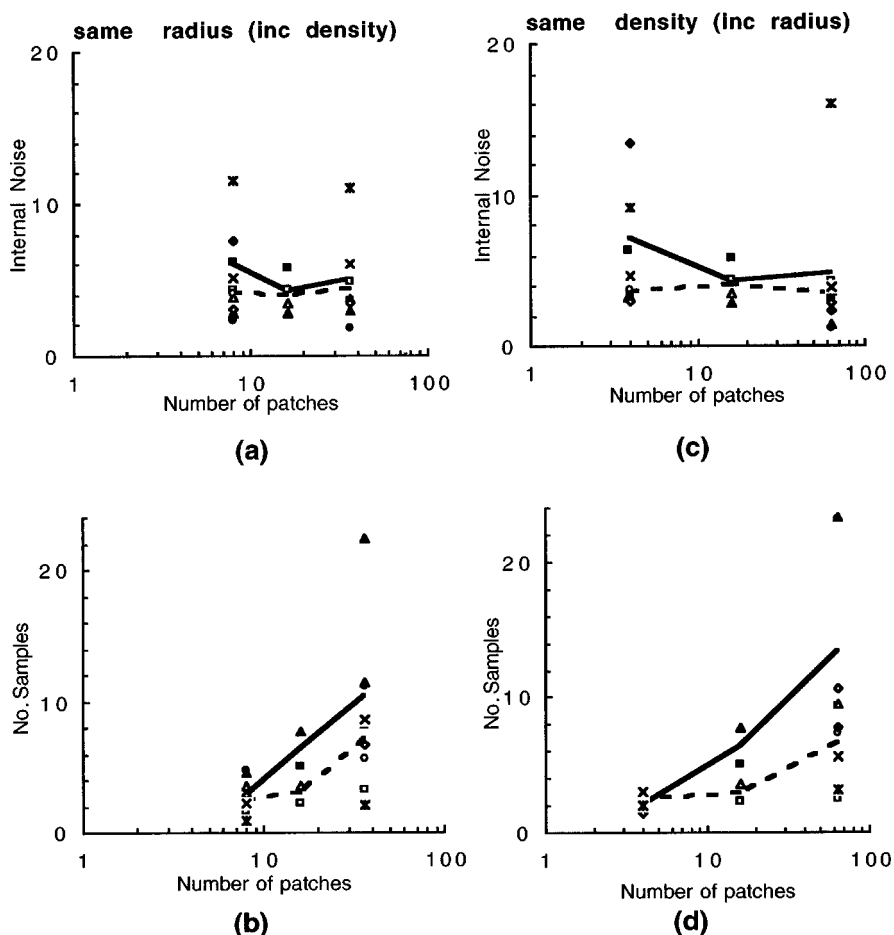 same radius (inc density)
20
10
0
Internal Noise
1 10 100
Number of patches
(a)
same density (inc radius)
20
10
0
Internal Noise
1 10 100
Number of patches
(c)
20
10
0
No. Samples
1 10 100
Number of patches
(b)
20
10
0
No. Samples
1 10 100
Number of patches
(d)